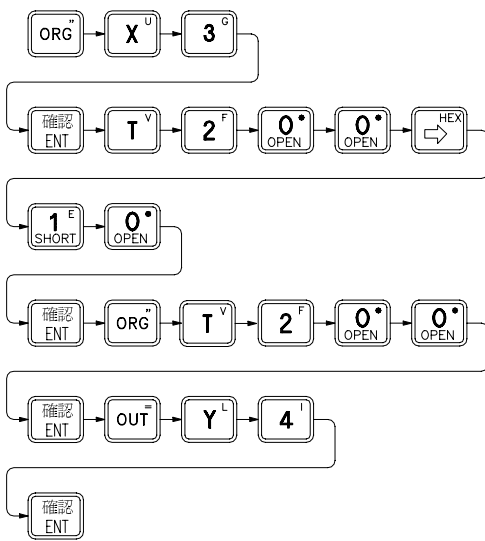 ORG " X U 3 G
確認 ENT T V 2 F 0 • OPEN 0 • OPEN ⇨ HEX
1 E SHORT 0 • OPEN
確認 ENT ORG " T V 2 F 0 • OPEN 0 • OPEN
確認 ENT OUT = Y L 4 I
確認 ENT